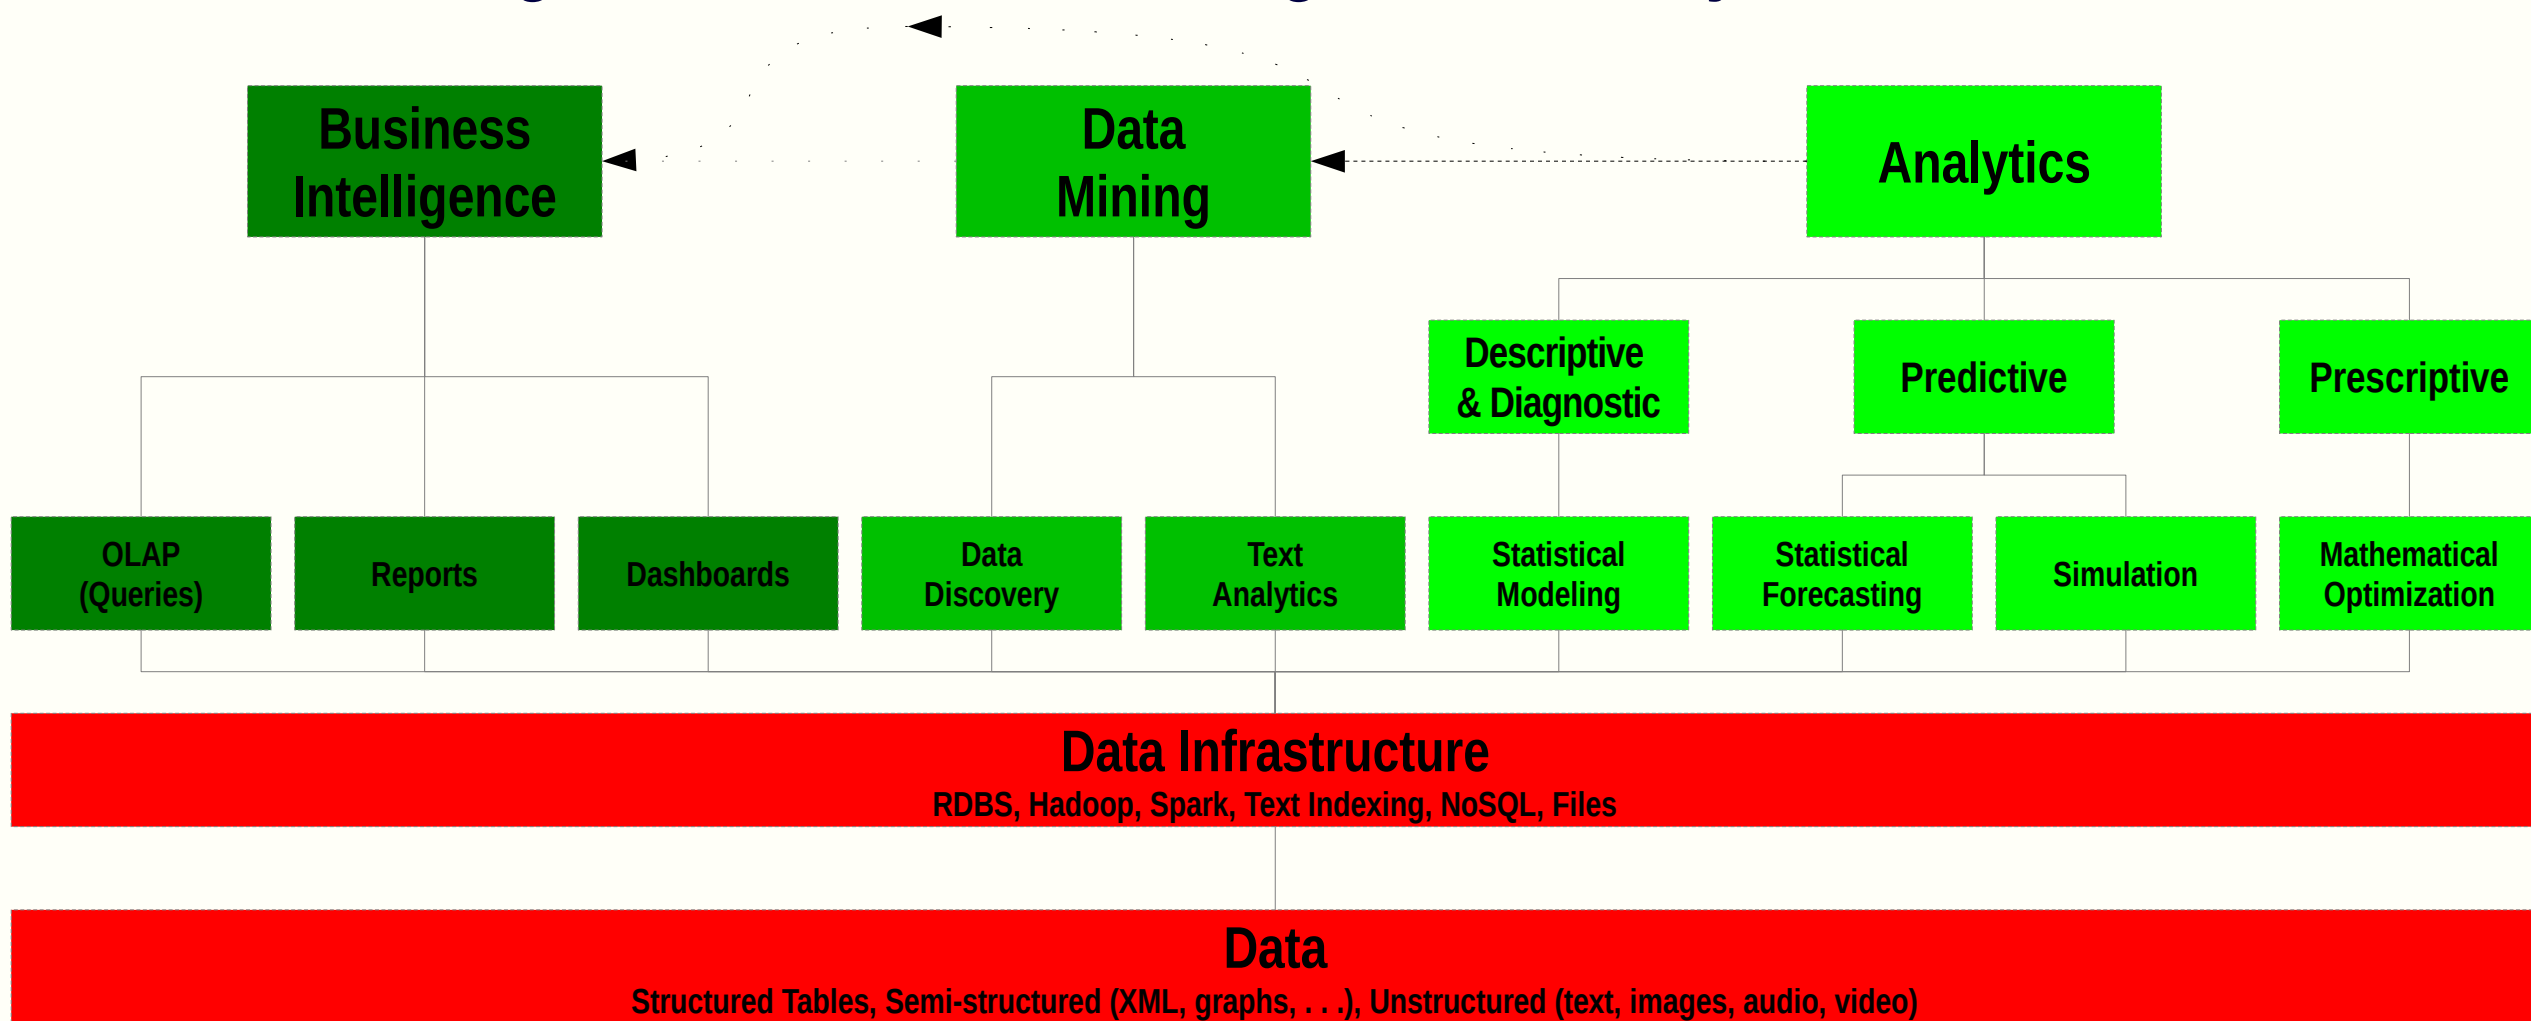 Business
Intelligence
Data
Mining
Analytics
Descriptive
& Diagnostic
Predictive
Prescriptive
OLAP
(Queries)
Reports
Dashboards
Data
Discovery
Text
Analytics
Statistical
Modeling
Statistical
Forecasting
Simulation
Mathematical
Optimization
Data Infrastructure
RDBS, Hadoop, Spark, Text Indexing, NoSQL, Files
Data
Structured Tables, Semi-structured (XML, graphs, . . .), Unstructured (text, images, audio, video)